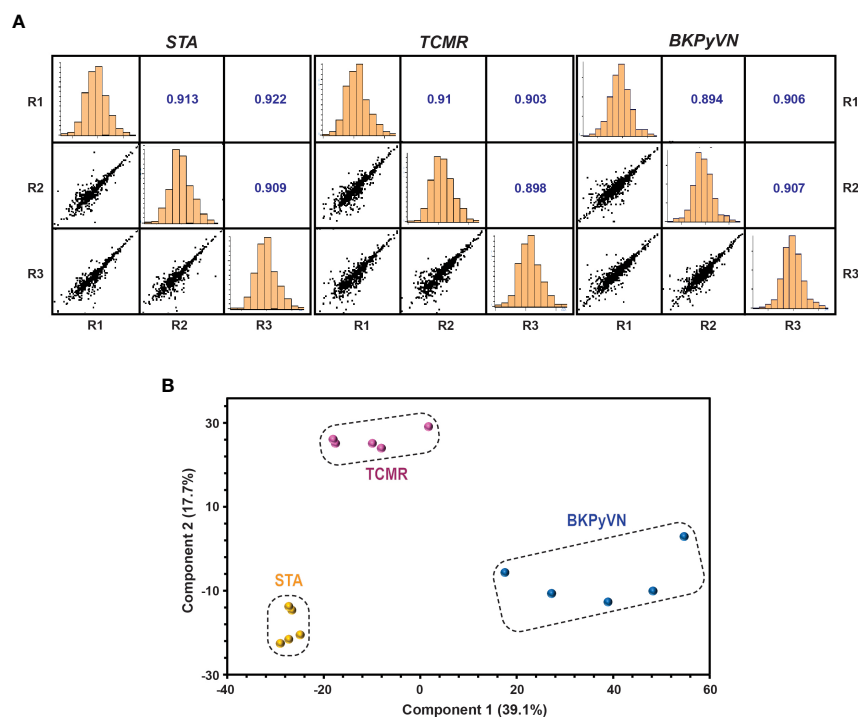 A
STA TCMR BKPyVN
R1 0.913 0.922 0.91 0.903 0.894 0.906 R1
R2 0.909 0.898 0.907 R2
R3 R3
R1 R2 R3 R1 R2 R3 R1 R2 R3
B
30
TCMR
10
BKPyVN
Component 2 (17.7%)
STA
-10
-30
-40 -20 0 20 40 60
Component 1 (39.1%)